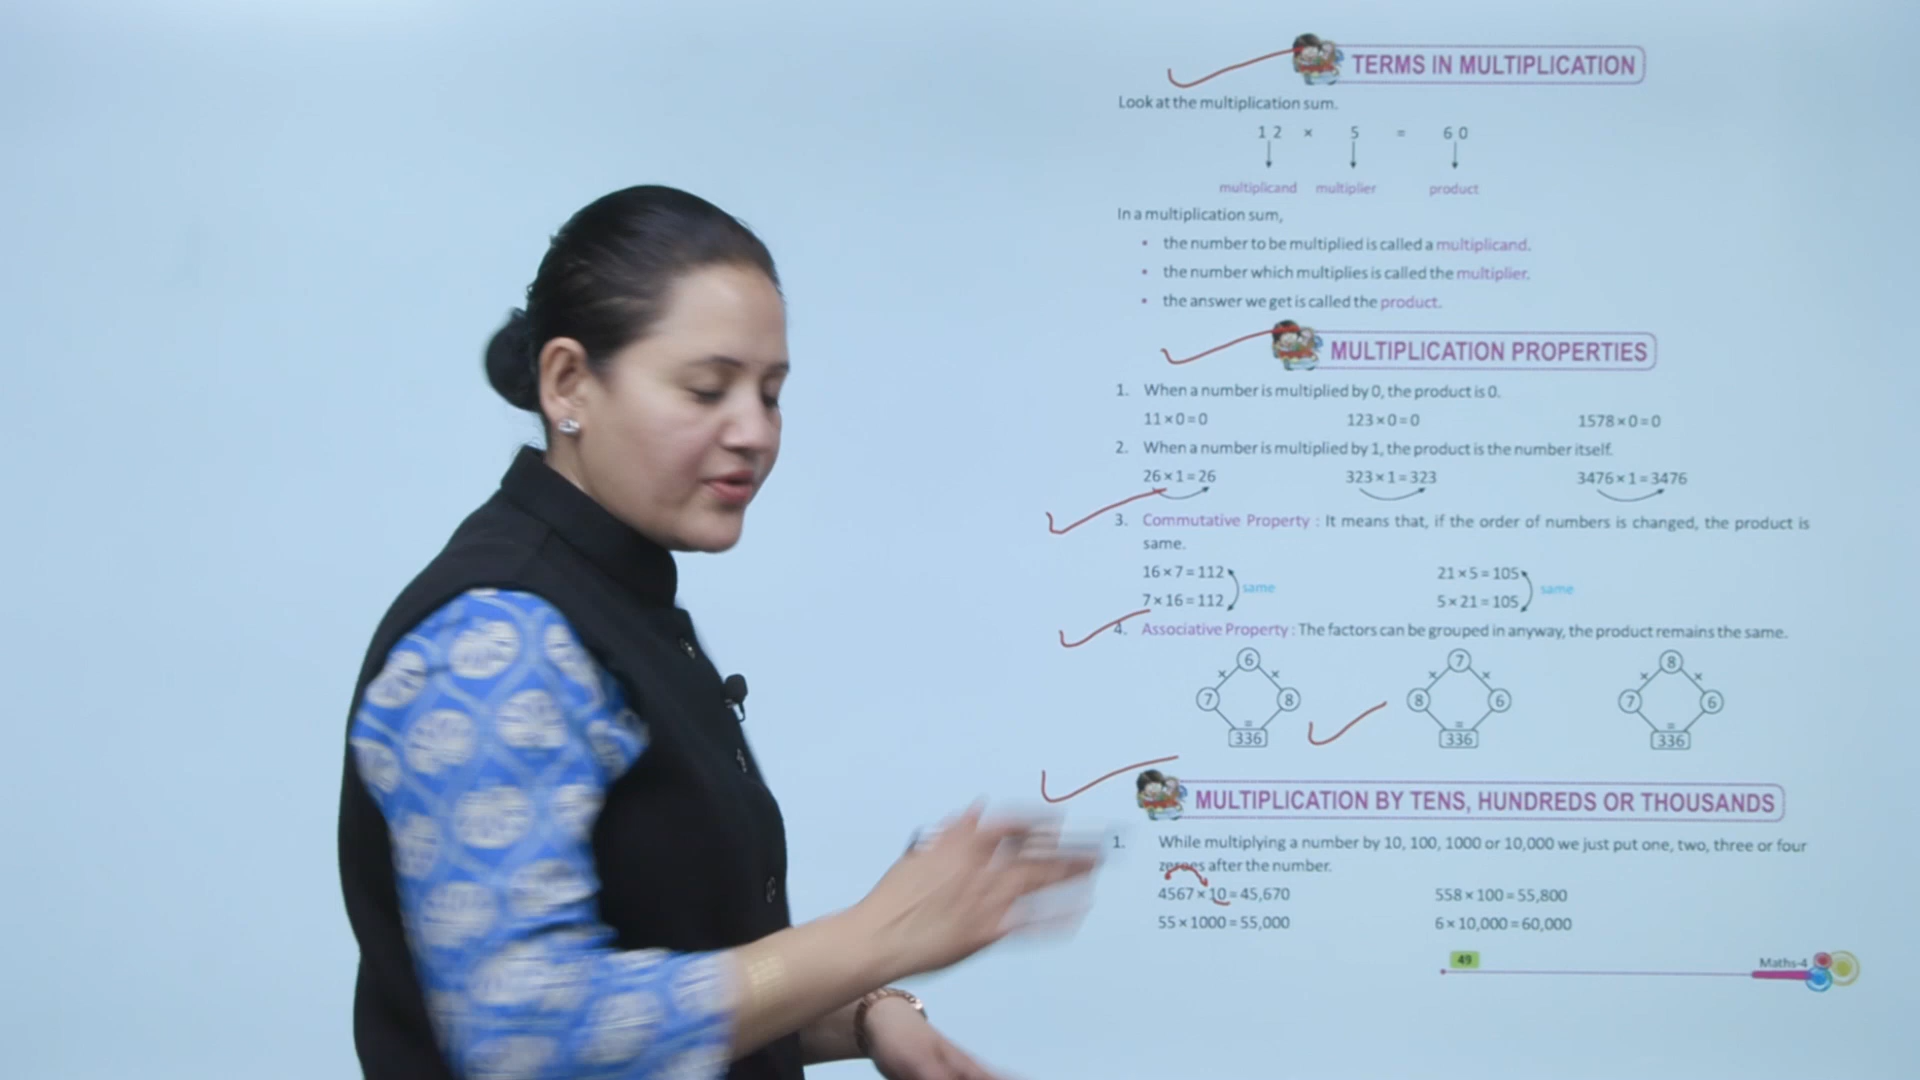 TERMS IN MULTIPLICATION
Look at the multiplication sum.
12 × 5 = 60
multiplicand multiplier product
In a multiplication sum,
• the number to be multiplied is called a multiplicand.
• the number which multiplies is called the multiplier.
• the answer we get is called the product.
MULTIPLICATION PROPERTIES
1. When a number is multiplied by 0, the product is 0.
11×0=0 123×0=0 1578×0=0
2. When a number is multiplied by 1, the product is the number itself.
26×1=26 323×1=323 3476×1=3476
3. Commutative Property : It means that, if the order of numbers is changed, the product is
same.
16×7=112 21×5=105
same same
7×16=112 5×21=105
4. Associative Property : The factors can be grouped in anyway, the product remains the same.
6 7 8
× × × × × ×
7 8 8 6 7 6
= = =
336 336 336
MULTIPLICATION BY TENS, HUNDREDS OR THOUSANDS
1. While multiplying a number by 10, 100, 1000 or 10,000 we just put one, two, three or four
zeroes after the number.
4567×10=45,670 558×100=55,800
55×1000=55,000 6×10,000=60,000
49 Maths-4